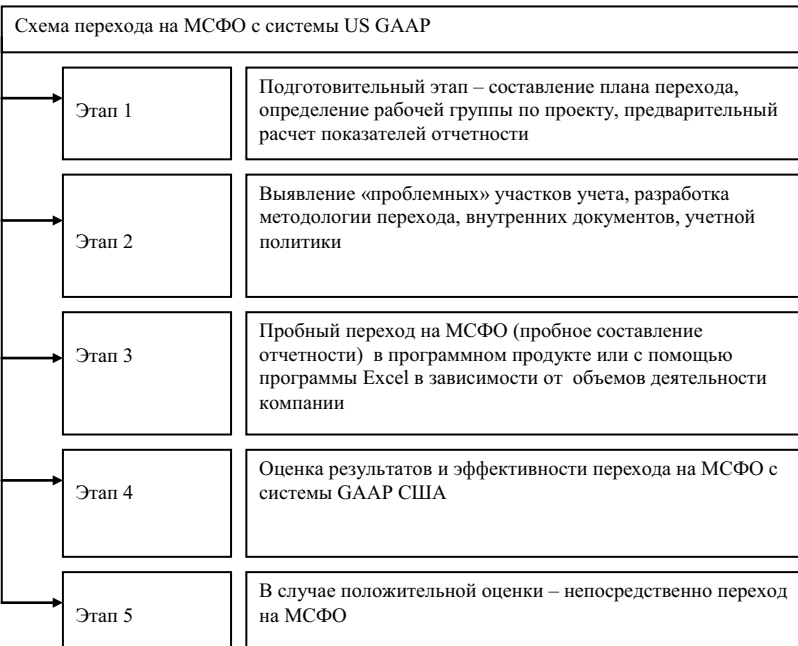 Схема перехода на МСФО с системы US GAAP
Этап 1
Подготовительный этап – составление плана перехода,
определение рабочей группы по проекту, предварительный
расчет показателей отчетности
Этап 2
Выявление «проблемных» участков учета, разработка
методологии перехода, внутренних документов, учетной
политики
Этап 3
Пробный переход на МСФО (пробное составление
отчетности) в программном продукте или с помощью
программы Excel в зависимости от объемов деятельности
компании
Этап 4
Оценка результатов и эффективности перехода на МСФО с
системы GAAP США
Этап 5
В случае положительной оценки – непосредственно переход
на МСФО